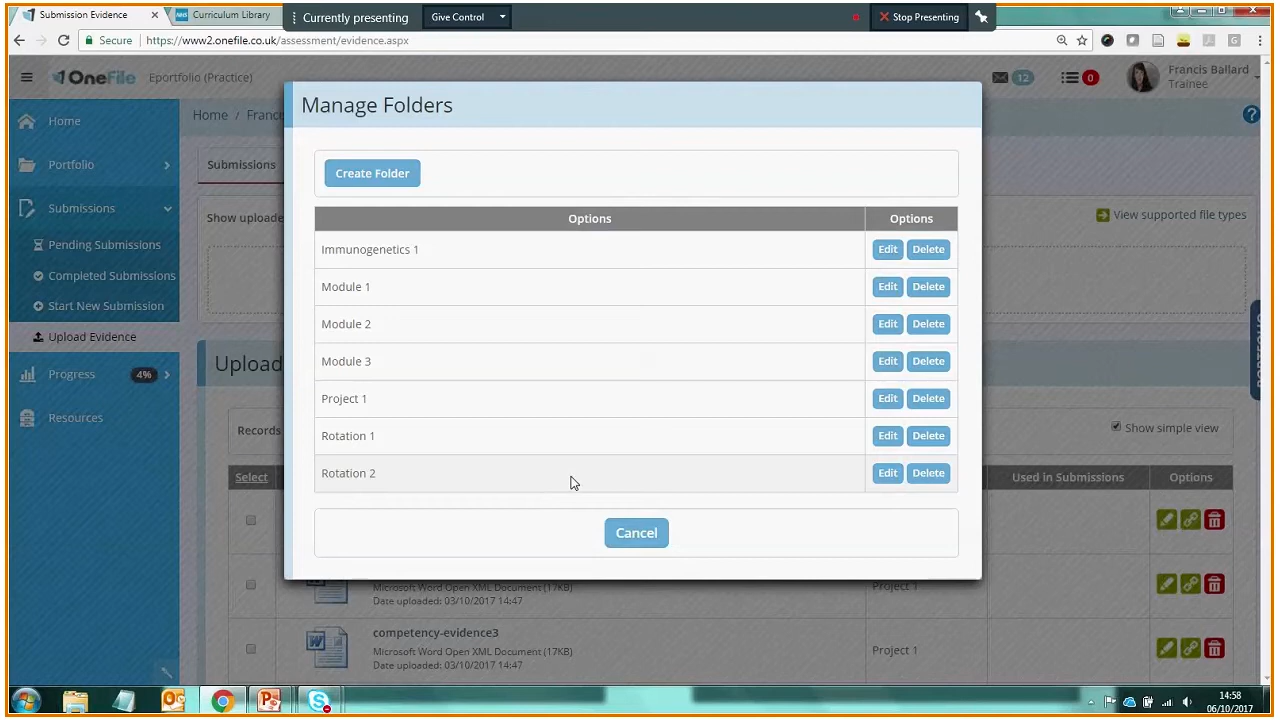 Submission Evidence
Curriculum Library
Currently presenting
Give Control
Stop Presenting
Secure
https://www2.onefile.co.uk/assessment/evidence.aspx
OneFile
Eportfolio (Practice)
12
0
Francis Ballard
Trainee
Home
Portfolio
Submissions
Pending Submissions
Completed Submissions
Start New Submission
Upload Evidence
Progress 4%
Resources
Home / Franci
Submissions
Show uploade
View supported file types
Upload
Records
Show simple view
Manage Folders
Create Folder
Options Options
Immunogenetics 1 Edit Delete
Module 1 Edit Delete
Module 2 Edit Delete
Module 3 Edit Delete
Project 1 Edit Delete
Rotation 1 Edit Delete
Rotation 2 Edit Delete
Cancel
Select Used in Submissions Options
Microsoft Word Open XML Document (17KB) Project 1
Date uploaded: 03/10/2017 14:47
competency-evidence3
Microsoft Word Open XML Document (17KB) Project 1
Date uploaded: 03/10/2017 14:47
14:58
06/10/2017